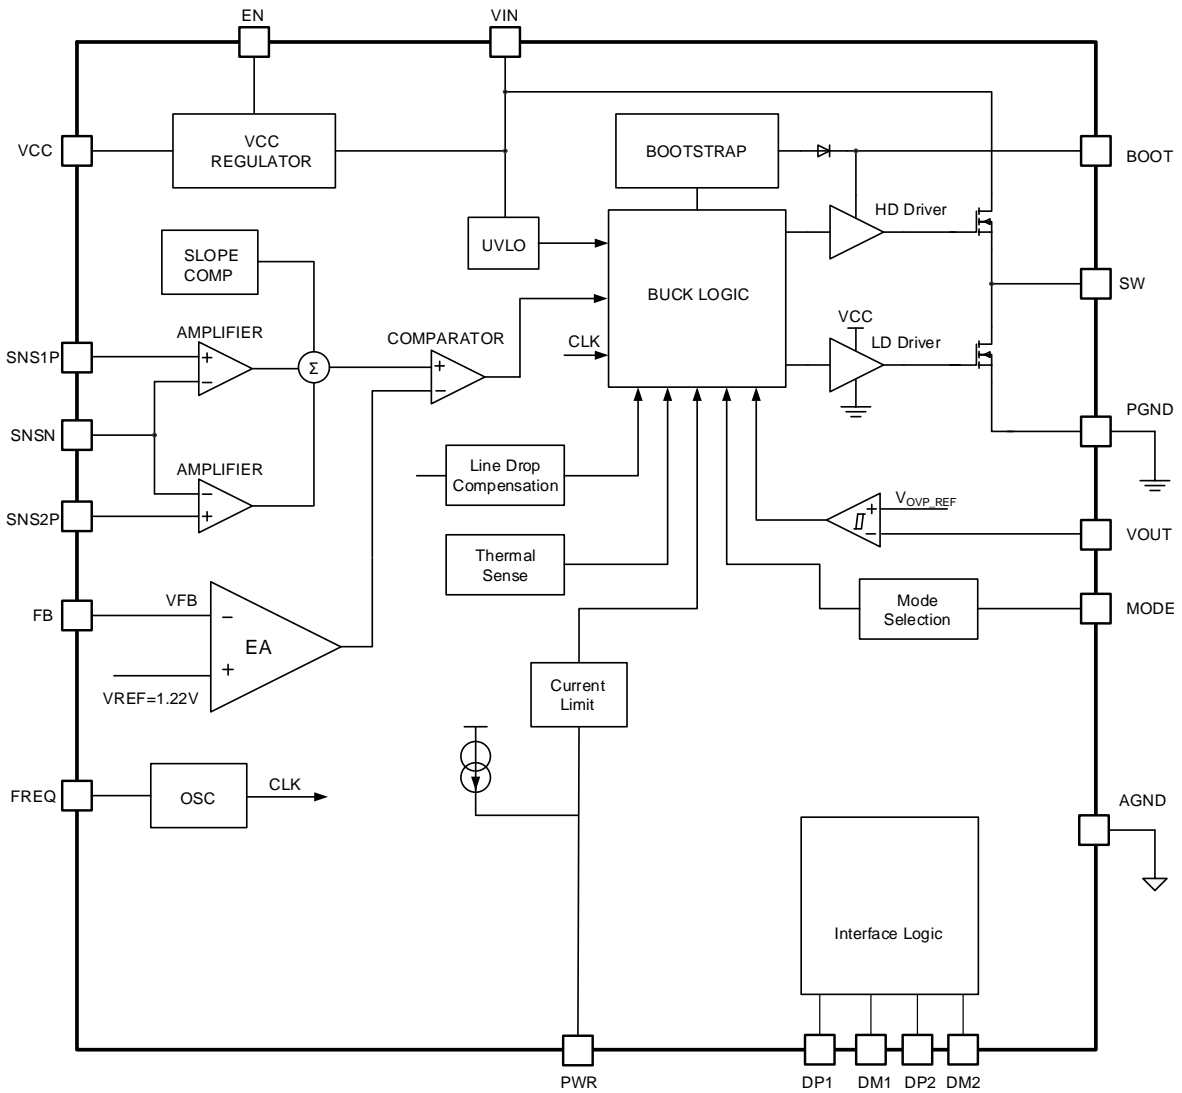 EN
VIN
VCC
VCC
REGULATOR
BOOTSTRAP
BOOT
HD Driver
SLOPE
COMP
UVLO
BUCK LOGIC
SW
VCC
LD Driver
AMPLIFIER
COMPARATOR
CLK
SNS1P
+
−
Σ
+
−
SNSN
PGND
AMPLIFIER
Line Drop
Compensation
SNS2P
−
+
VOVP_REF
+
−
VOUT
Thermal
Sense
VFB
FB
−
EA
+
VREF=1.22V
Mode
Selection
MODE
Current
Limit
FREQ
OSC
CLK
AGND
Interface Logic
PWR
DP1
DM1
DP2
DM2